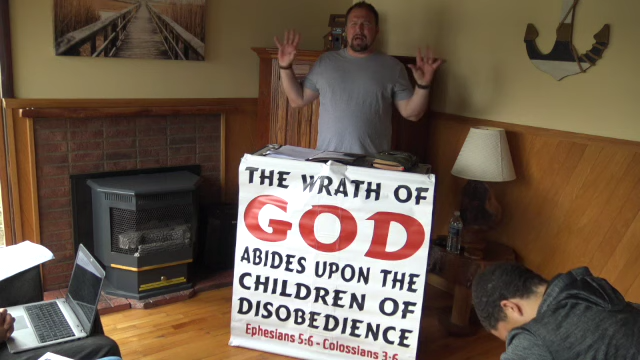 THE WRATH OF
GOD
ABIDES UPON THE
CHILDREN OF
DISOBEDIENCE
Ephesians 5:6 - Colossians 3:6